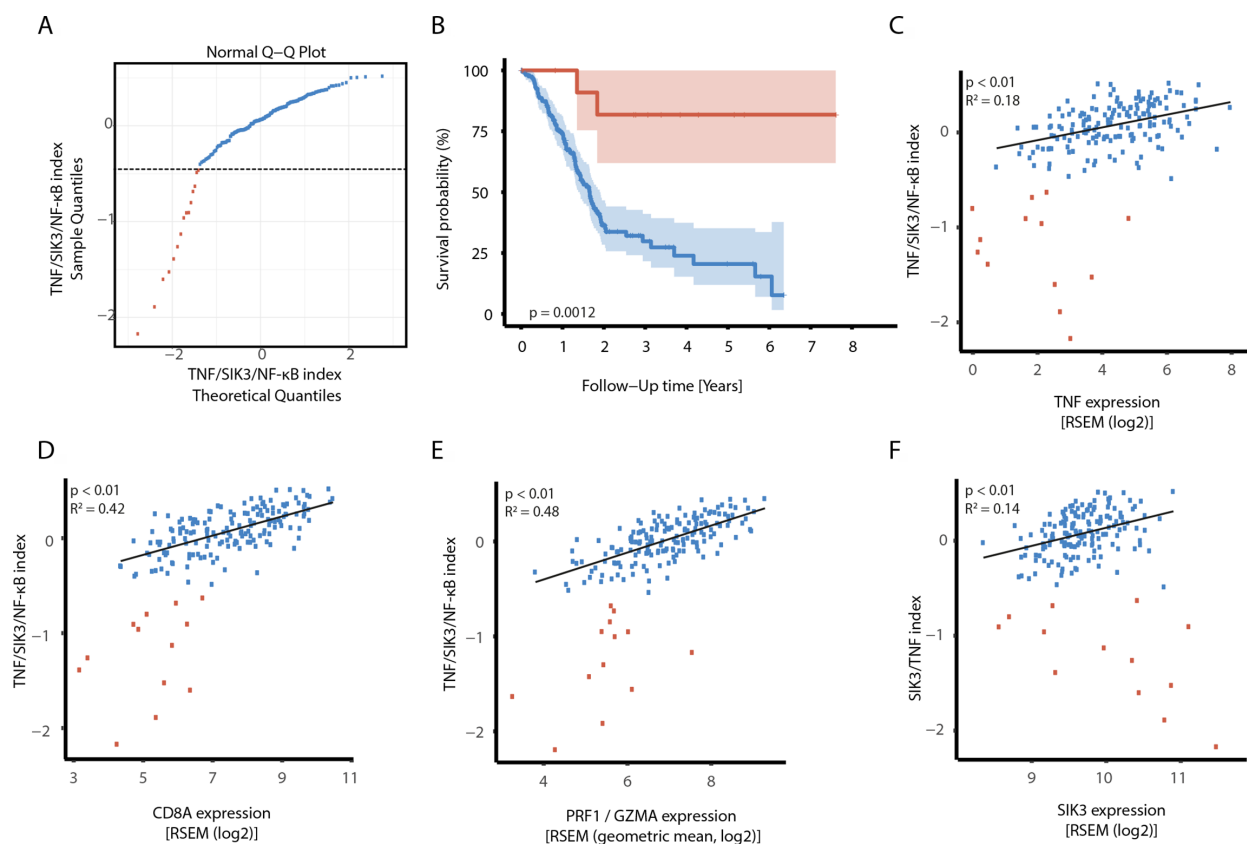 A
Normal Q−Q Plot
TNF/SIK3/NF-κB index
Sample Quantiles
0
−1
−2
−2
0
2
TNF/SIK3/NF-κB index
Theoretical Quantiles
B
Survival probability (%)
100
75
50
25
0
p = 0.0012
0 1 2 3 4 5 6 7 8
Follow−Up time [Years]
C
p < 0.01
R² = 0.18
TNF/SIK3/NF-κB index
0
−1
−2
0 2 4 6 8
TNF expression
[RSEM (log2)]
D
p < 0.01
R² = 0.42
TNF/SIK3/NF-κB index
0
−1
−2
3 5 7 9 11
CD8A expression
[RSEM (log2)]
E
p < 0.01
R² = 0.48
TNF/SIK3/NF-κB index
0
−1
−2
4 6 8
PRF1 / GZMA expression
[RSEM (geometric mean, log2)]
F
p < 0.01
R² = 0.14
SIK3/TNF index
0
−1
−2
9 10 11
SIK3 expression
[RSEM (log2)]